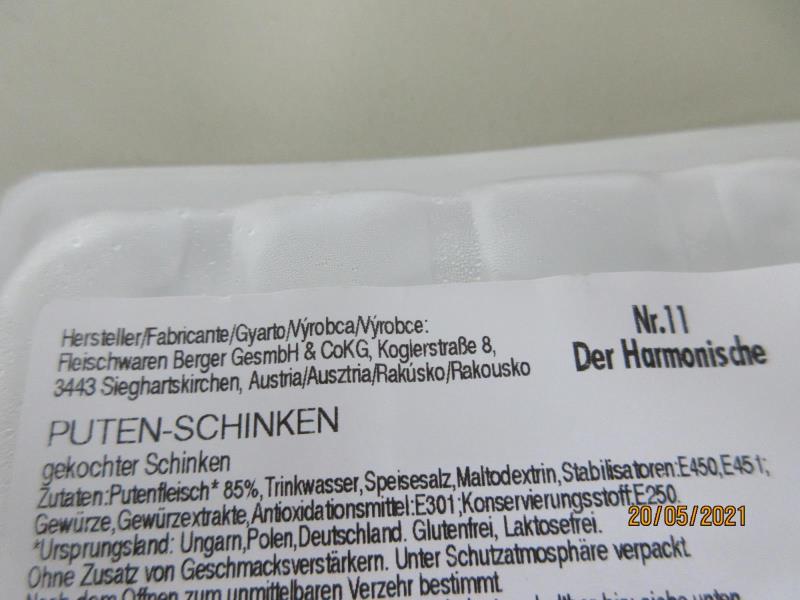 Hersteller/Fabricante/Gyarto/Výrobca/Výrobce:
Fleischwaren Berger GesmbH & CoKG, Koglerstraße 8,
3443 Sieghartskirchen, Austria/Ausztria/Rakúsko/Rakousko
Nr.11
Der Harmonische
PUTEN-SCHINKEN
gekochter Schinken
Zutaten:Putenfleisch* 85%,Trinkwasser,Speisesalz,Maltodextrin,Stabilisatoren:E450,E451;
Gewürze,Gewürzextrakte,Antioxidationsmittel:E301;Konservierungsstoff:E250.
*Ursprungsland: Ungarn,Polen,Deutschland. Glutenfrei, Laktosefrei.
Ohne Zusatz von Geschmacksverstärkern. Unter Schutzatmosphäre verpackt.
Nach dem Öffnen zum unmittelbaren Verzehr bestimmt.
20/05/2021